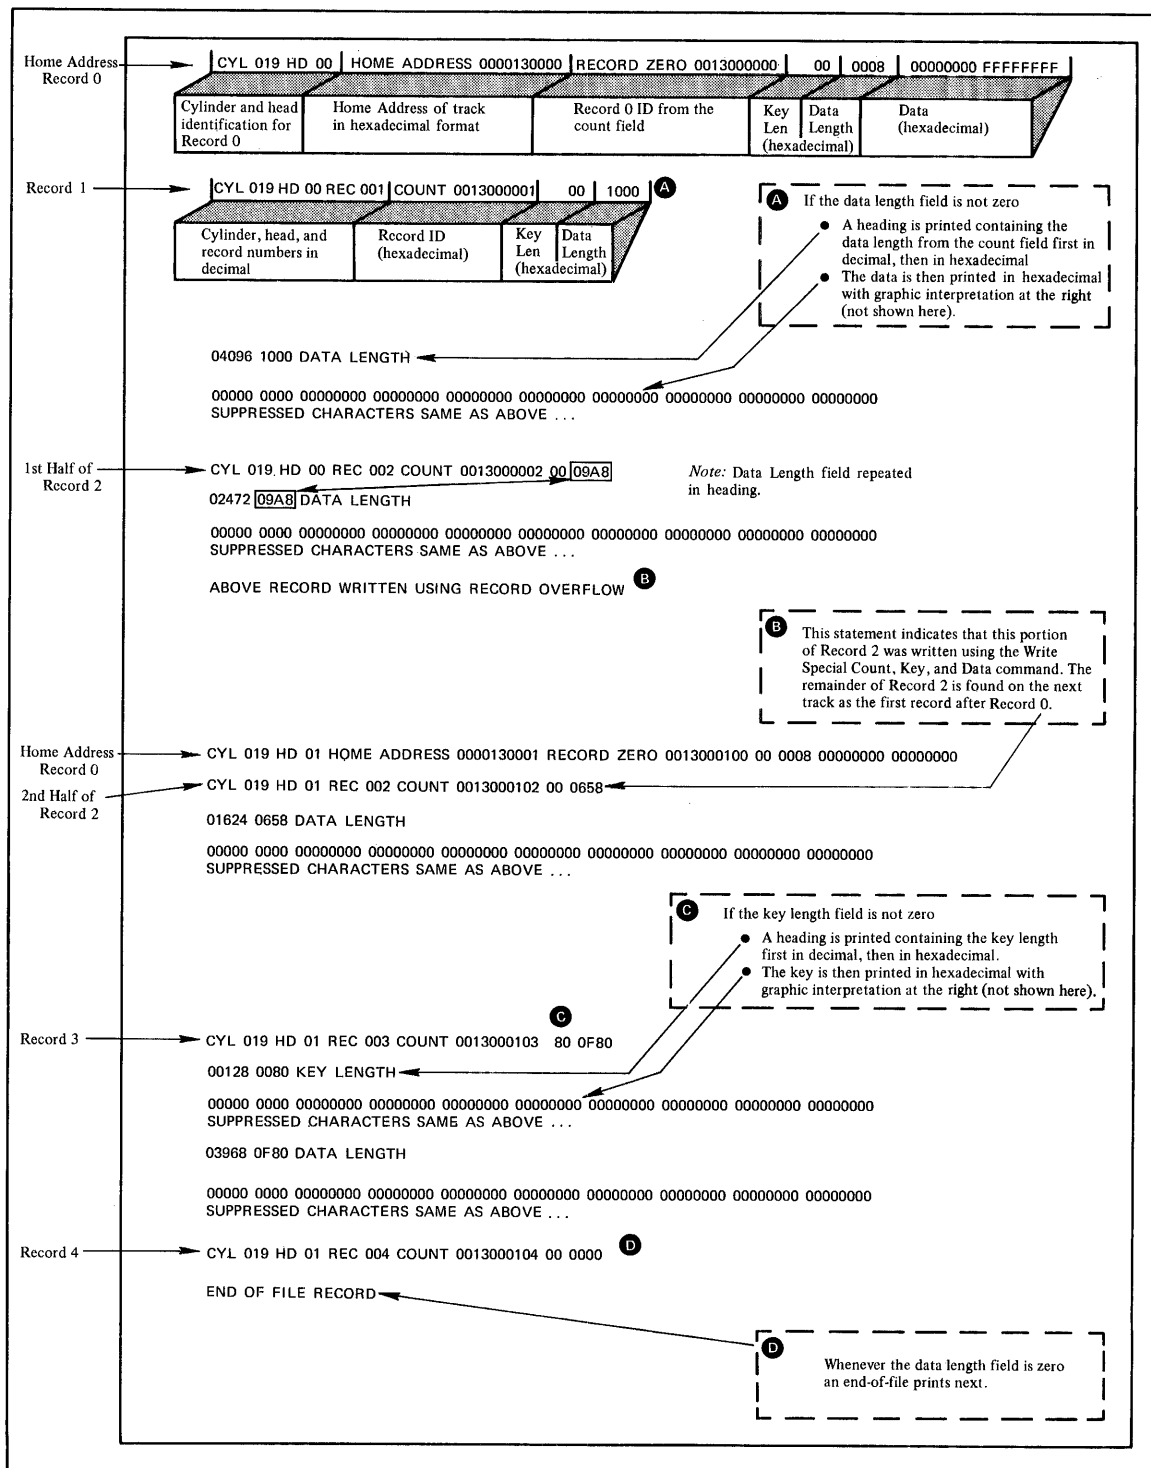 Home Address
Record 0
CYL 019 HD 00 HOME ADDRESS 0000130000 RECORD ZERO 0013000000 00 0008 00000000 FFFFFFFF
Cylinder and head
identification for
Record 0
Home Address of track
in hexadecimal format
Record 0 ID from the
count field
Key
Len
Data
Length
(hexadecimal)
Data
(hexadecimal)
Record 1
CYL 019 HD 00 REC 001 COUNT 0013000001 00 1000 A
Cylinder, head, and
record numbers in
decimal
Record ID
(hexadecimal)
Key
Len
Data
Length
(hexadecimal)
A If the data length field is not zero
● A heading is printed containing the
data length from the count field first in
decimal, then in hexadecimal
● The data is then printed in hexadecimal
with graphic interpretation at the right
(not shown here).
04096 1000 DATA LENGTH
00000 0000 00000000 00000000 00000000 00000000 00000000 00000000 00000000 00000000
SUPPRESSED CHARACTERS SAME AS ABOVE ...
1st Half of
Record 2
CYL 019 HD 00 REC 002 COUNT 0013000002 00 09A8
Note: Data Length field repeated
in heading.
02472 09A8 DATA LENGTH
00000 0000 00000000 00000000 00000000 00000000 00000000 00000000 00000000 00000000
SUPPRESSED CHARACTERS SAME AS ABOVE ...
ABOVE RECORD WRITTEN USING RECORD OVERFLOW B
B This statement indicates that this portion
of Record 2 was written using the Write
Special Count, Key, and Data command. The
remainder of Record 2 is found on the next
track as the first record after Record 0.
Home Address
Record 0
CYL 019 HD 01 HOME ADDRESS 0000130001 RECORD ZERO 0013000100 00 0008 00000000 00000000
2nd Half of
Record 2
CYL 019 HD 01 REC 002 COUNT 0013000102 00 0658
01624 0658 DATA LENGTH
00000 0000 00000000 00000000 00000000 00000000 00000000 00000000 00000000 00000000
SUPPRESSED CHARACTERS SAME AS ABOVE ...
C If the key length field is not zero
● A heading is printed containing the key length
first in decimal, then in hexadecimal.
● The key is then printed in hexadecimal with
graphic interpretation at the right (not shown here).
C
Record 3
CYL 019 HD 01 REC 003 COUNT 0013000103 80 0F80
00128 0080 KEY LENGTH
00000 0000 00000000 00000000 00000000 00000000 00000000 00000000 00000000 00000000
SUPPRESSED CHARACTERS SAME AS ABOVE ...
03968 0F80 DATA LENGTH
00000 0000 00000000 00000000 00000000 00000000 00000000 00000000 00000000 00000000
SUPPRESSED CHARACTERS SAME AS ABOVE ...
Record 4
CYL 019 HD 01 REC 004 COUNT 0013000104 00 0000 D
END OF FILE RECORD
D Whenever the data length field is zero
an end-of-file prints next.